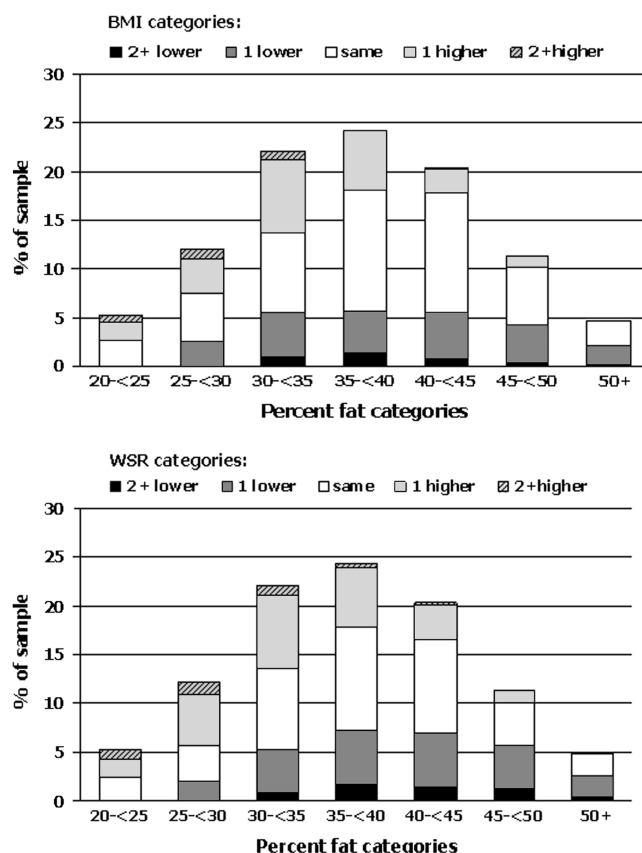 BMI categories:
2+ lower 1 lower same 1 higher 2+higher
30
25
20
15
10
5
0
% of sample
20-<25 25-<30 30-<35 35-<40 40-<45 45-<50 50+
Percent fat categories
WSR categories:
2+ lower 1 lower same 1 higher 2+higher
30
25
20
15
10
5
0
% of sample
20-<25 25-<30 30-<35 35-<40 40-<45 45-<50 50+
Percent fat categories